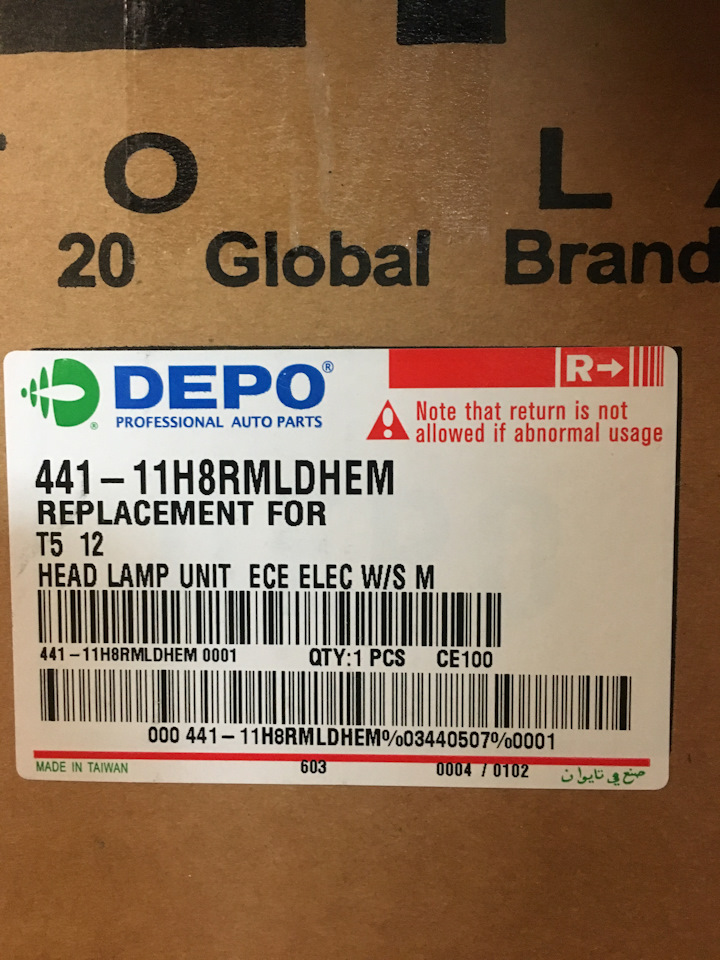 O L
20 Global Brand
DEPO®
PROFESSIONAL AUTO PARTS
R→
Note that return is not
allowed if abnormal usage
441-11H8RMLDHEM
REPLACEMENT FOR
T5 12
HEAD LAMP UNIT ECE ELEC W/S M
441-11H8RMLDHEM 0001 QTY:1 PCS CE100
000 441-11H8RMLDHEM%03440507%0001
MADE IN TAIWAN 603 0004 / 0102 صنع في تايوان